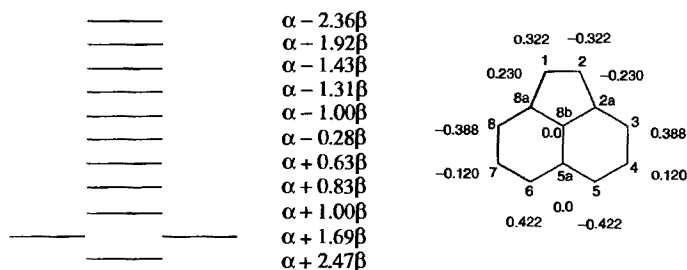 α − 2.36β
α − 1.92β
α − 1.43β
α − 1.31β
α − 1.00β
α − 0.28β
α + 0.63β
α + 0.83β
α + 1.00β
α + 1.69β
α + 2.47β
0.322 −0.322
1 2
0.230 −0.230
8a 2a
8 8b 3
−0.388 0.0 0.388
7 5a 4
−0.120 0.120
6 5
0.0
0.422 −0.422